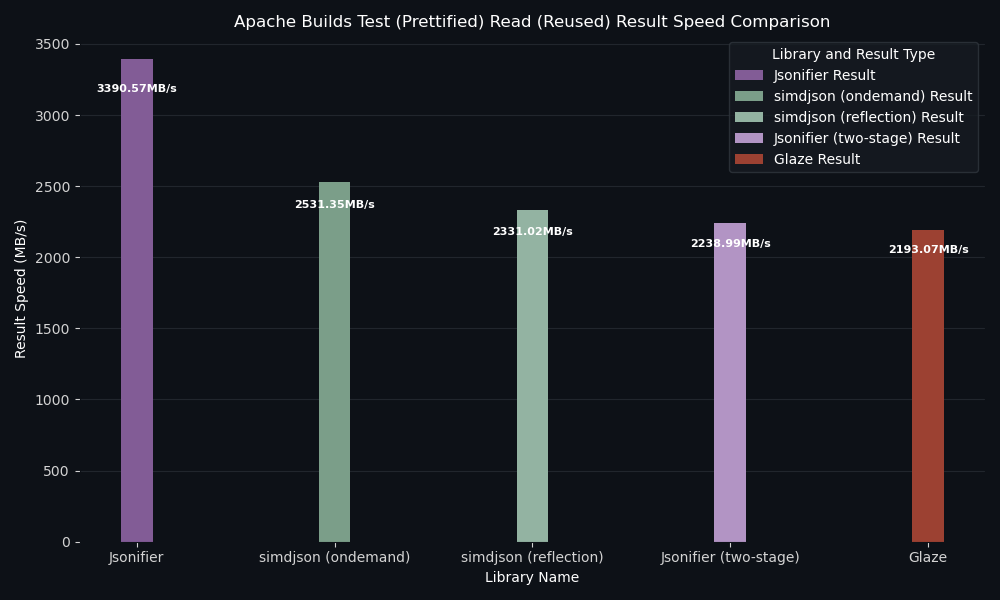 Apache Builds Test (Prettified) Read (Reused) Result Speed Comparison
Library and Result Type
Jsonifier Result
simdjson (ondemand) Result
simdjson (reflection) Result
Jsonifier (two-stage) Result
Glaze Result
3500
3000
2500
2000
1500
1000
500
0
Result Speed (MB/s)
3390.57MB/s
2531.35MB/s
2331.02MB/s
2238.99MB/s
2193.07MB/s
Jsonifier
simdjson (ondemand)
simdjson (reflection)
Jsonifier (two-stage)
Glaze
Library Name